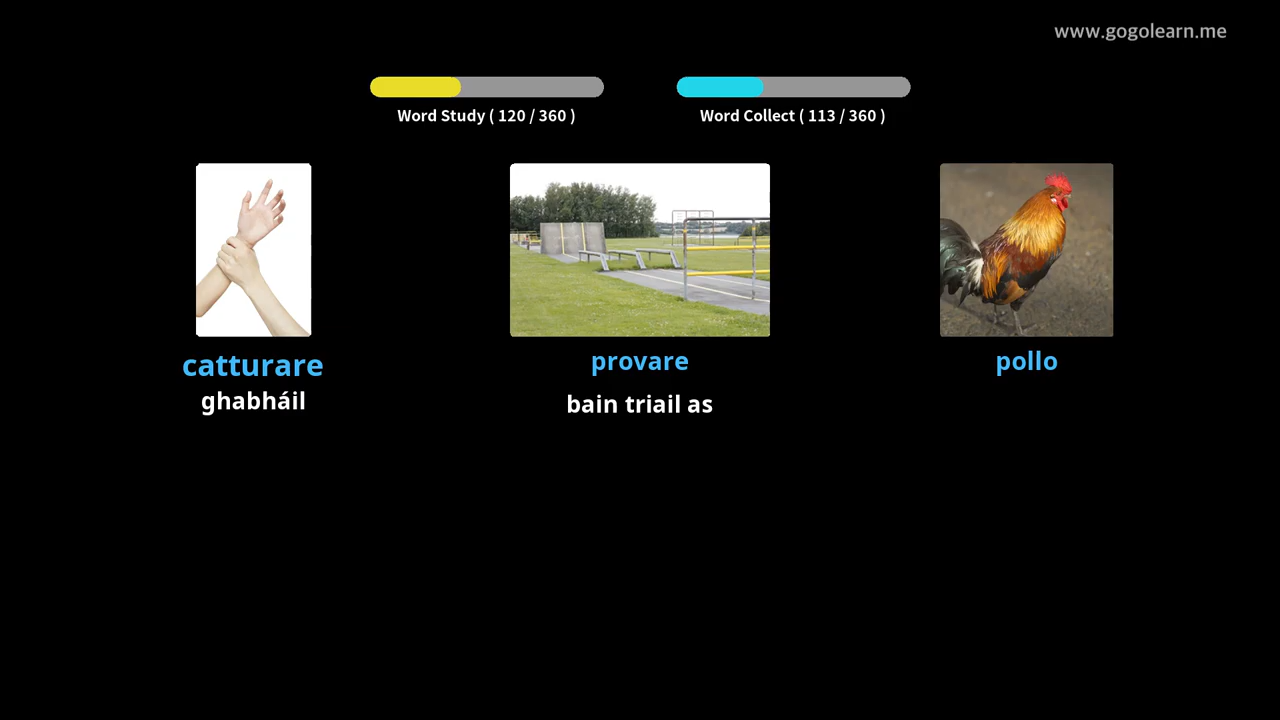 www.gogolearn.me
Word Study ( 120 / 360 )
Word Collect ( 113 / 360 )
catturare
ghabháil
provare
bain triail as
pollo